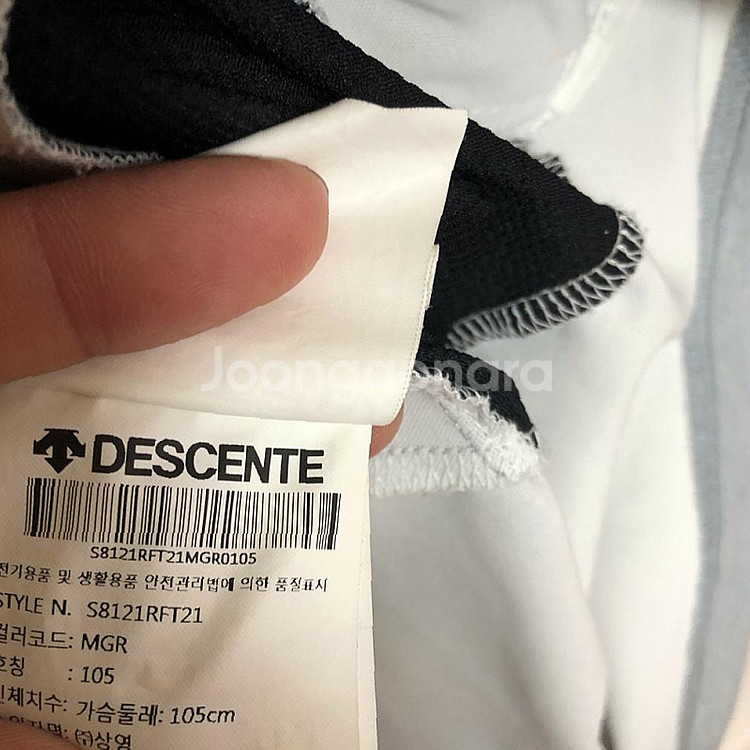 Joonggonara
DESCENTE
S8121RFT21MGR0105
전기용품 및 생활용품 안전관리법에 의한 품질표시
STYLE N. S8121RFT21
컬러코드: MGR
호칭 : 105
인체치수: 가슴둘레: 105cm
(주)상영